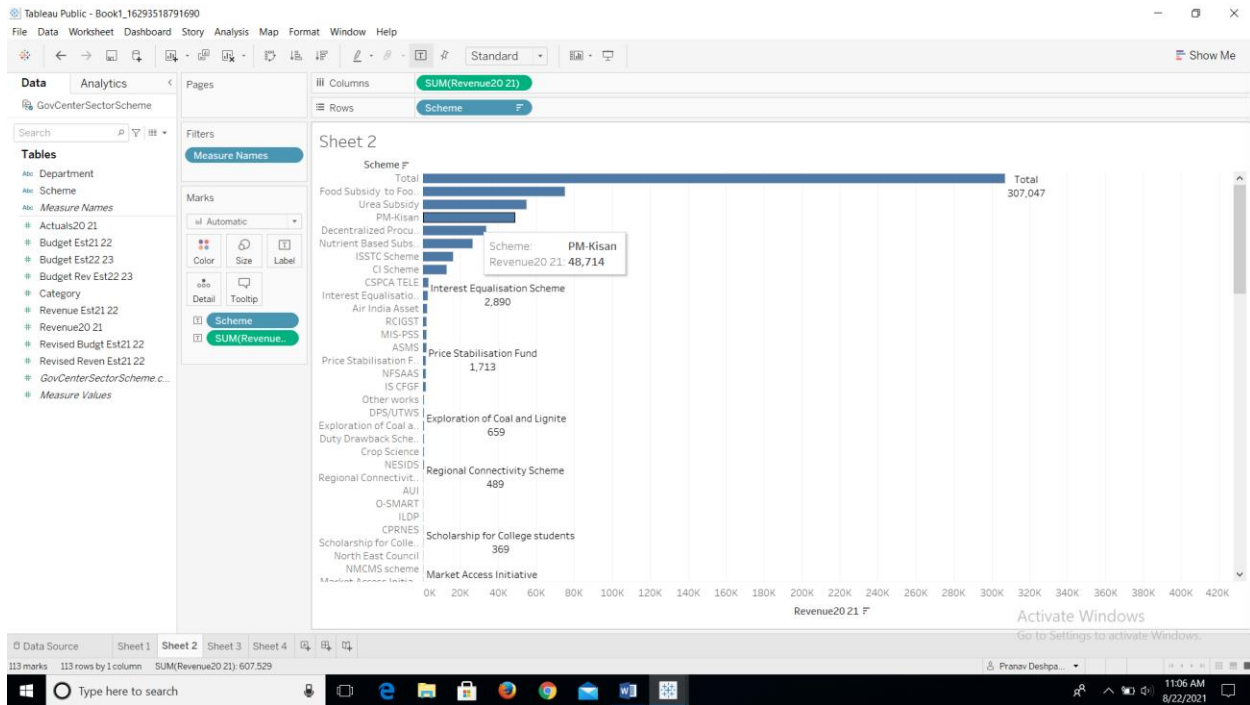 Tableau Public - Book1_16293518791690
File Data Worksheet Dashboard Story Analysis Map Format Window Help
Standard
Show Me
Data Analytics
GovCenterSectorScheme
Search
Tables
Abc Department
Abc Scheme
Abc Measure Names
# Actuals20 21
# Budget Est21 22
# Budget Est22 23
# Budget Rev Est22 23
# Category
# Revenue Est21 22
# Revenue20 21
# Revised Budgt Est21 22
# Revised Reven Est21 22
# GovCenterSectorScheme.c...
# Measure Values
Pages
Filters
Measure Names
Marks
Automatic
Color Size Label
Detail Tooltip
Scheme
SUM(Revenue..
Columns SUM(Revenue20 21)
Rows Scheme
Sheet 2
Scheme
Total
Food Subsidy to Foo..
Urea Subsidy
PM-Kisan
Decentralized Procu..
Nutrient Based Subs..
ISSTC Scheme
CI Scheme
CSPCA TELE
Interest Equalisatio..
Air India Asset
RCIGST
MIS-PSS
ASMS
Price Stabilisation F..
NFSAAS
IS CFGF
Other works
DPS/UTWS
Exploration of Coal a..
Duty Drawback Sche..
Crop Science
NESIDS
Regional Connectivit..
AUI
O-SMART
ILDP
CPRNES
Scholarship for Colle..
North East Council
NMCMS scheme
Market Access Initia..
Total
307,047
Scheme: PM-Kisan
Revenue20 21: 48,714
Interest Equalisation Scheme
2,890
Price Stabilisation Fund
1,713
Exploration of Coal and Lignite
659
Regional Connectivity Scheme
489
Scholarship for College students
369
Market Access Initiative
0K 20K 40K 60K 80K 100K 120K 140K 160K 180K 200K 220K 240K 260K 280K 300K 320K 340K 360K 380K 400K 420K
Revenue20 21
Activate Windows
Go to Settings to activate Windows.
Data Source Sheet 1 Sheet 2 Sheet 3 Sheet 4
113 marks 113 rows by 1 column SUM(Revenue20 21): 607,529
Pranav Deshpa...
Type here to search
11:06 AM
8/22/2021